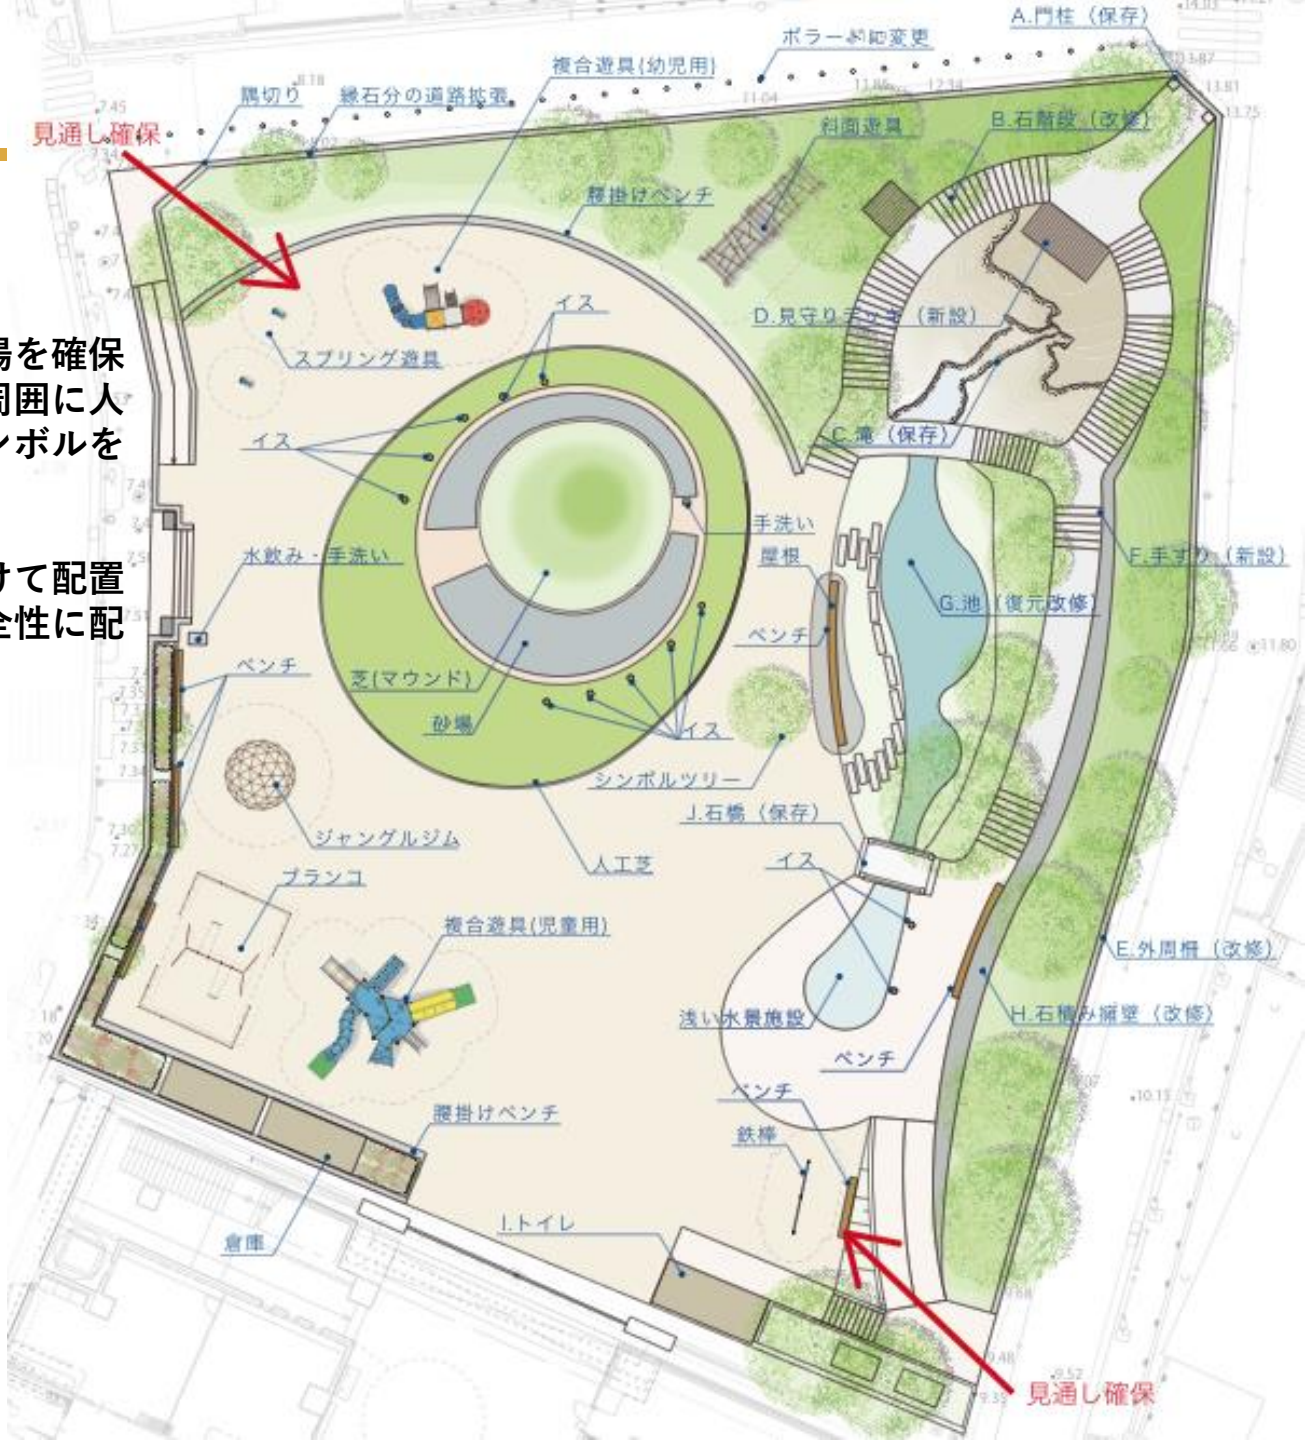 A.門柱（保存）
複合遊具(幼児用)
隅切り
縁石分の道路拡張
見通し確保
斜面遊具
B.石階段（改修）
腰掛けベンチ
イス
D.見守りデッキ（新設）
スプリング遊具
場を確保
周囲に人
ンボルを
イス
C.滝（保存）
手洗い
水飲み・手洗い
屋根
F.手すり（新設）
けて配置
全性に配
G.池（復元改修）
ベンチ
ベンチ
芝(マウンド)
砂場
イス
シンボルツリー
J.石橋（保存）
ジャングルジム
人工芝
イス
ブランコ
複合遊具(児童用)
E.外周柵（改修）
浅い水景施設
H.石積み擁壁（改修）
ベンチ
ベンチ
腰掛けベンチ
鉄棒
I.トイレ
倉庫
見通し確保